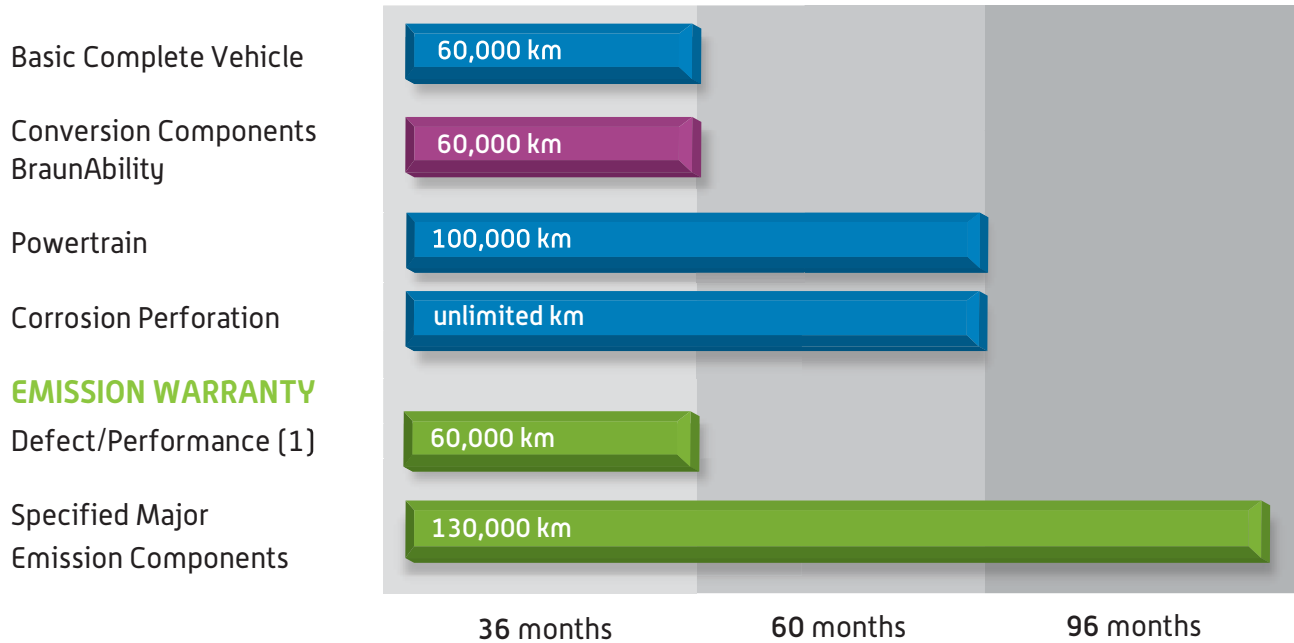 Basic Complete Vehicle
60,000 km
Conversion Components
BraunAbility
60,000 km
Powertrain
100,000 km
Corrosion Perforation
unlimited km
EMISSION WARRANTY
Defect/Performance (1)
60,000 km
Specified Major
Emission Components
130,000 km
36 months
60 months
96 months